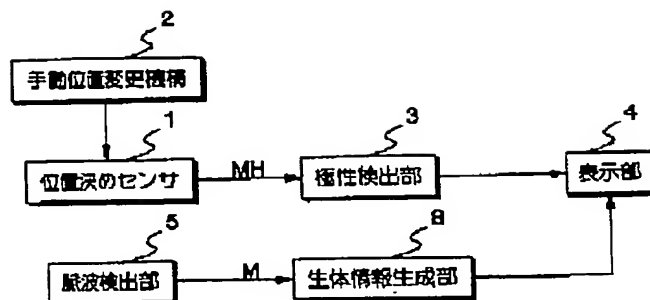 2
手動位置変更機構
1
3
4
位置決めセンサ
MH
極性検出部
表示部
5
8
脈波検出部
M
生体情報生成部